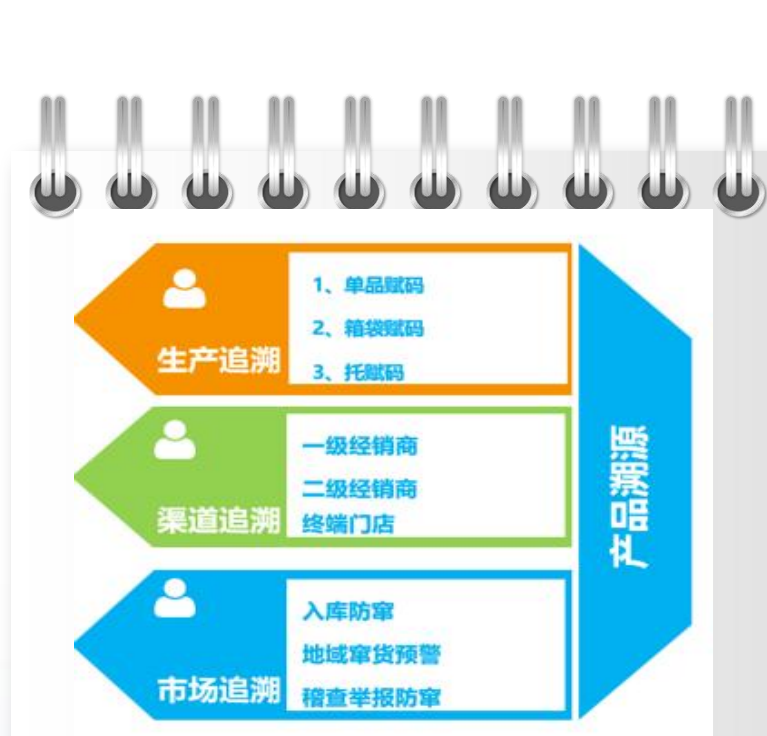 1、单品赋码
2、箱袋赋码
3、托赋码
生产追溯
一级经销商
二级经销商
终端门店
渠道追溯
入库防窜
地域窜货预警
稽查举报防窜
市场追溯
产品溯源